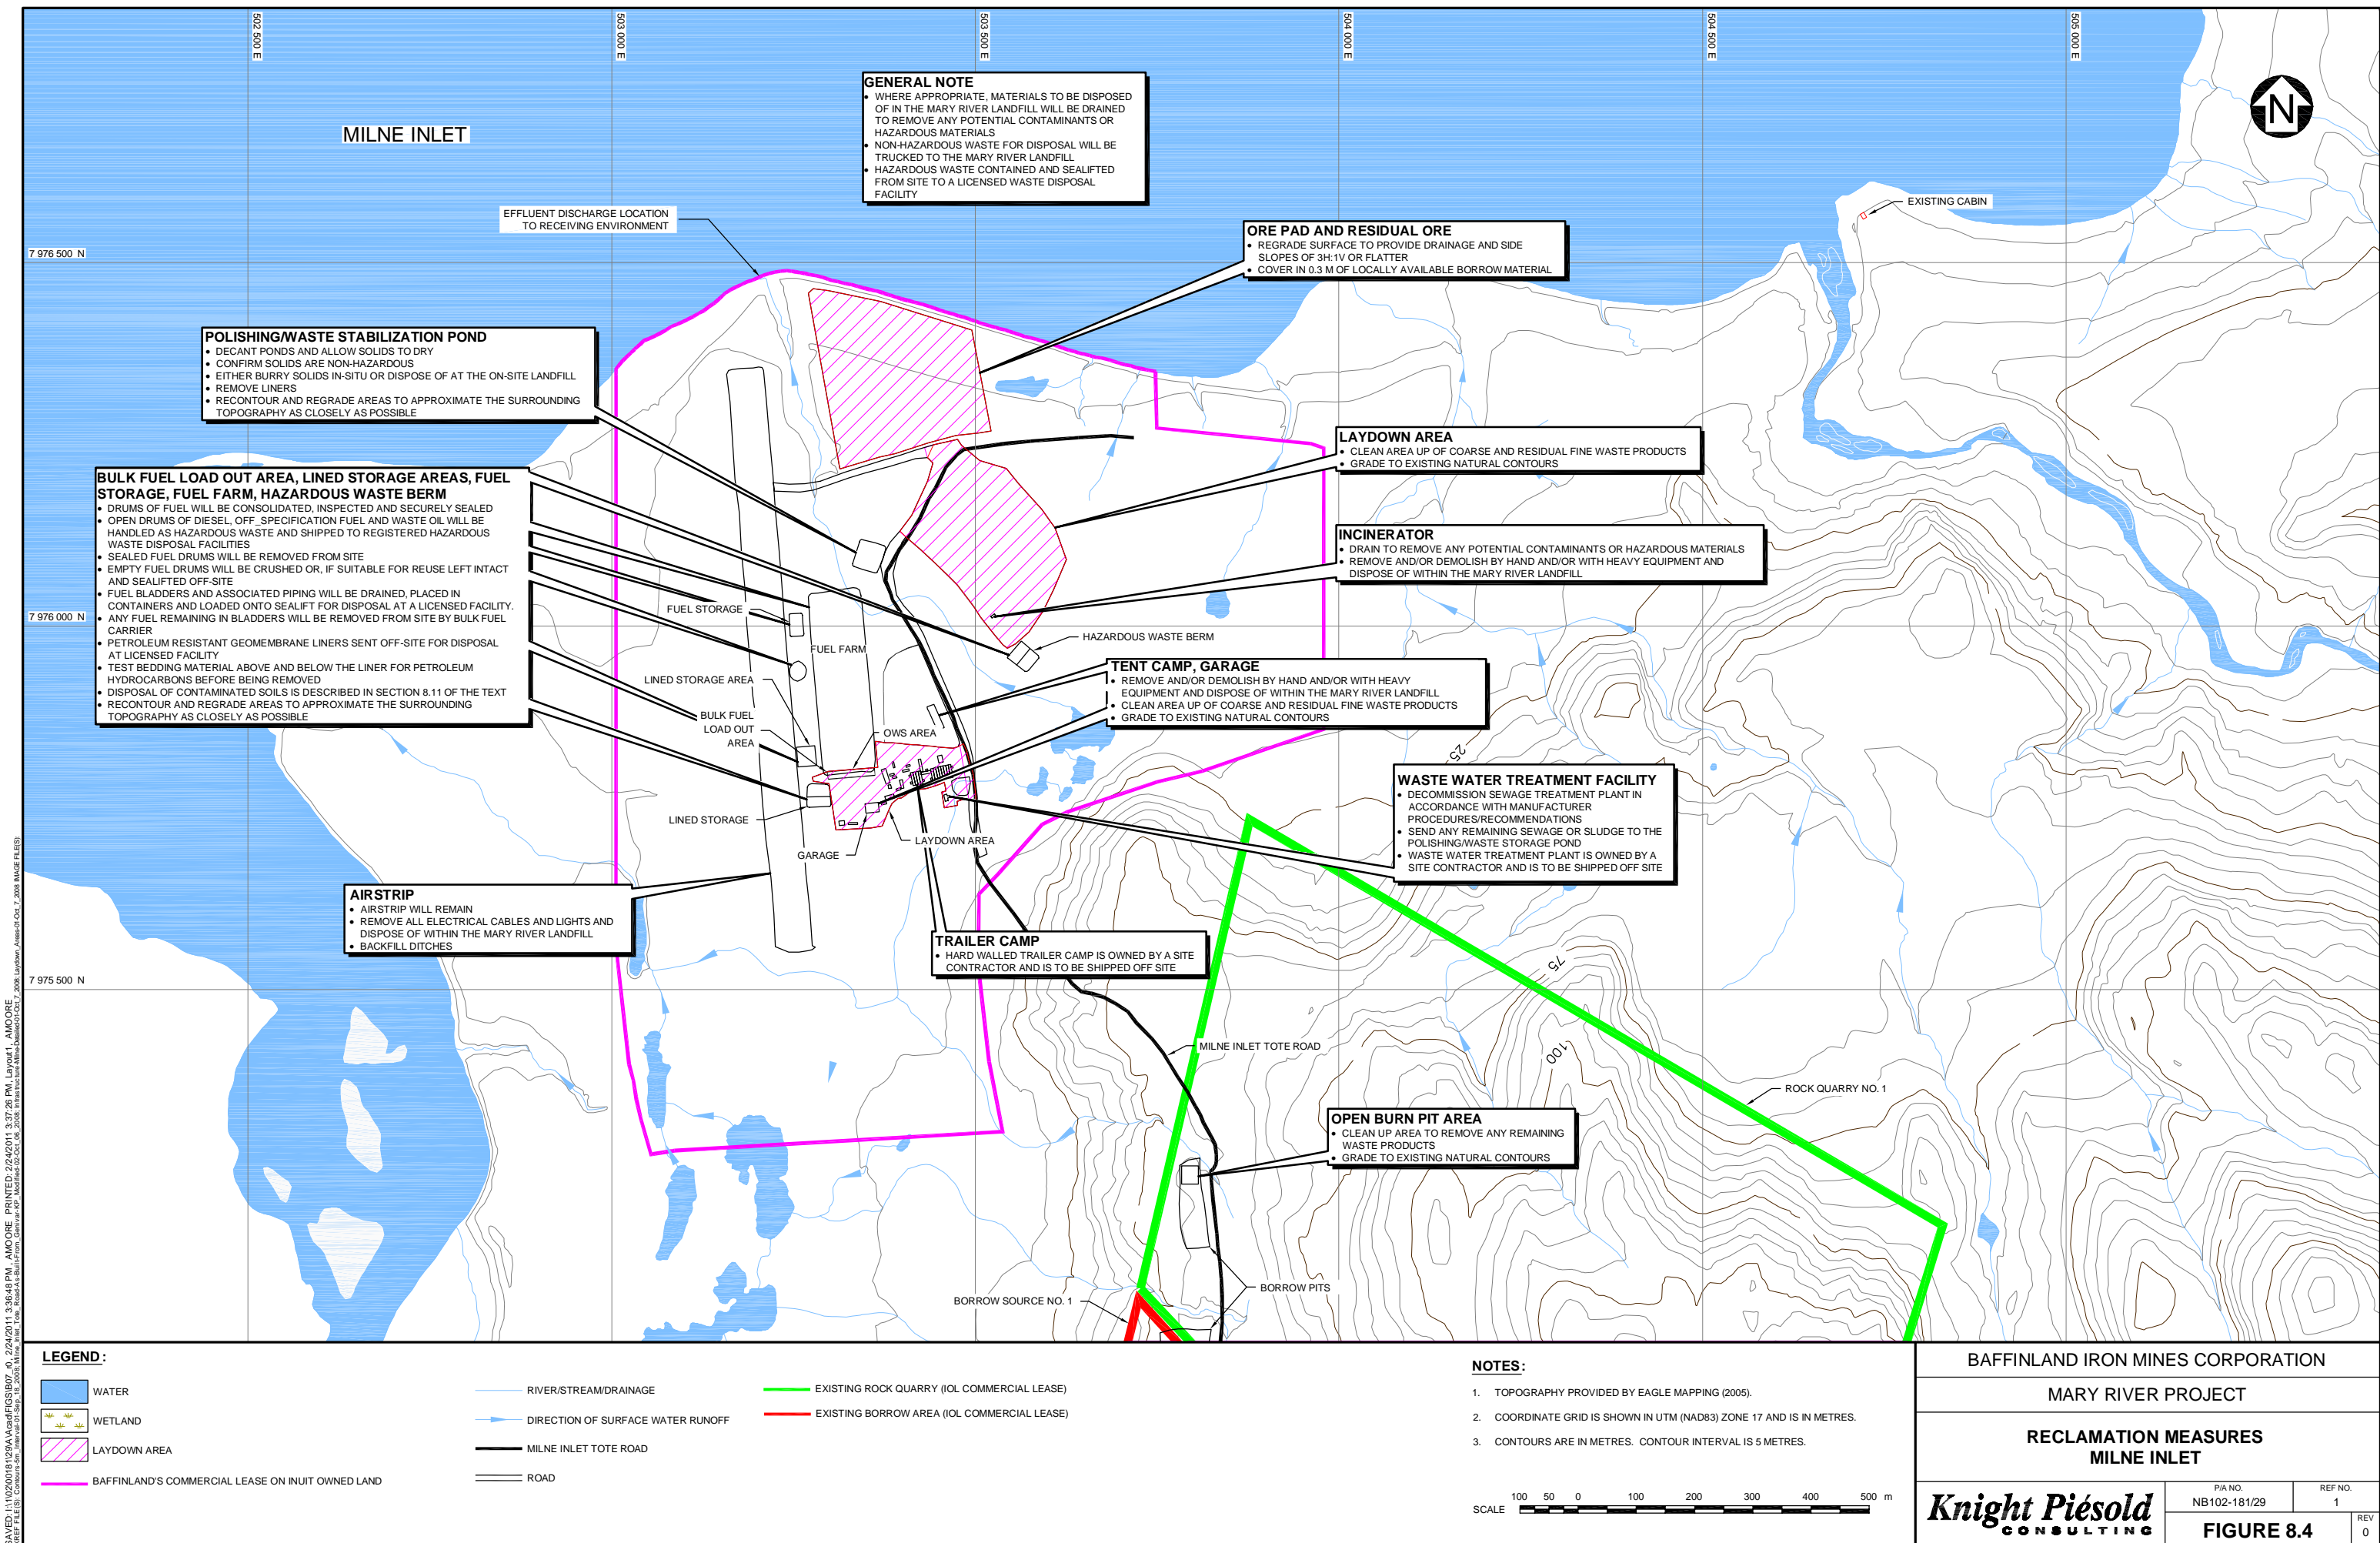 502 500 E
503 000 E
503 500 E
504 000 E
504 500 E
505 000 E
N
MILNE INLET
GENERAL NOTE
• WHERE APPROPRIATE, MATERIALS TO BE DISPOSED
OF IN THE MARY RIVER LANDFILL WILL BE DRAINED
TO REMOVE ANY POTENTIAL CONTAMINANTS OR
HAZARDOUS MATERIALS
• NON-HAZARDOUS WASTE FOR DISPOSAL WILL BE
TRUCKED TO THE MARY RIVER LANDFILL
• HAZARDOUS WASTE CONTAINED AND SEALIFTED
FROM SITE TO A LICENSED WASTE DISPOSAL
FACILITY
EXISTING CABIN
EFFLUENT DISCHARGE LOCATION
TO RECEIVING ENVIRONMENT
7 976 500 N
ORE PAD AND RESIDUAL ORE
• REGRADE SURFACE TO PROVIDE DRAINAGE AND SIDE
SLOPES OF 3H:1V OR FLATTER
• COVER IN 0.3 M OF LOCALLY AVAILABLE BORROW MATERIAL
POLISHING/WASTE STABILIZATION POND
• DECANT PONDS AND ALLOW SOLIDS TO DRY
• CONFIRM SOLIDS ARE NON-HAZARDOUS
• EITHER BURRY SOLIDS IN-SITU OR DISPOSE OF AT THE ON-SITE LANDFILL
• REMOVE LINERS
• RECONTOUR AND REGRADE AREAS TO APPROXIMATE THE SURROUNDING
TOPOGRAPHY AS CLOSELY AS POSSIBLE
LAYDOWN AREA
• CLEAN AREA UP OF COARSE AND RESIDUAL FINE WASTE PRODUCTS
• GRADE TO EXISTING NATURAL CONTOURS
BULK FUEL LOAD OUT AREA, LINED STORAGE AREAS, FUEL
STORAGE, FUEL FARM, HAZARDOUS WASTE BERM
• DRUMS OF FUEL WILL BE CONSOLIDATED, INSPECTED AND SECURELY SEALED
• OPEN DRUMS OF DIESEL, OFF_SPECIFICATION FUEL AND WASTE OIL WILL BE
HANDLED AS HAZARDOUS WASTE AND SHIPPED TO REGISTERED HAZARDOUS
WASTE DISPOSAL FACILITIES
• SEALED FUEL DRUMS WILL BE REMOVED FROM SITE
• EMPTY FUEL DRUMS WILL BE CRUSHED OR, IF SUITABLE FOR REUSE LEFT INTACT
AND SEALIFTED OFF-SITE
• FUEL BLADDERS AND ASSOCIATED PIPING WILL BE DRAINED, PLACED IN
CONTAINERS AND LOADED ONTO SEALIFT FOR DISPOSAL AT A LICENSED FACILITY.
• ANY FUEL REMAINING IN BLADDERS WILL BE REMOVED FROM SITE BY BULK FUEL
CARRIER
• PETROLEUM RESISTANT GEOMEMBRANE LINERS SENT OFF-SITE FOR DISPOSAL
AT LICENSED FACILITY
• TEST BEDDING MATERIAL ABOVE AND BELOW THE LINER FOR PETROLEUM
HYDROCARBONS BEFORE BEING REMOVED
• DISPOSAL OF CONTAMINATED SOILS IS DESCRIBED IN SECTION 8.11 OF THE TEXT
• RECONTOUR AND REGRADE AREAS TO APPROXIMATE THE SURROUNDING
TOPOGRAPHY AS CLOSELY AS POSSIBLE
INCINERATOR
• DRAIN TO REMOVE ANY POTENTIAL CONTAMINANTS OR HAZARDOUS MATERIALS
• REMOVE AND/OR DEMOLISH BY HAND AND/OR WITH HEAVY EQUIPMENT AND
DISPOSE OF WITHIN THE MARY RIVER LANDFILL
7 976 000 N
FUEL STORAGE
HAZARDOUS WASTE BERM
FUEL FARM
TENT CAMP, GARAGE
• REMOVE AND/OR DEMOLISH BY HAND AND/OR WITH HEAVY
EQUIPMENT AND DISPOSE OF WITHIN THE MARY RIVER LANDFILL
• CLEAN AREA UP OF COARSE AND RESIDUAL FINE WASTE PRODUCTS
• GRADE TO EXISTING NATURAL CONTOURS
LINED STORAGE AREA
BULK FUEL
LOAD OUT
AREA
OWS AREA
25
WASTE WATER TREATMENT FACILITY
• DECOMMISSION SEWAGE TREATMENT PLANT IN
ACCORDANCE WITH MANUFACTURER
PROCEDURES/RECOMMENDATIONS
• SEND ANY REMAINING SEWAGE OR SLUDGE TO THE
POLISHING/WASTE STORAGE POND
• WASTE WATER TREATMENT PLANT IS OWNED BY A
SITE CONTRACTOR AND IS TO BE SHIPPED OFF SITE
LINED STORAGE
LAYDOWN AREA
GARAGE
AIRSTRIP
• AIRSTRIP WILL REMAIN
• REMOVE ALL ELECTRICAL CABLES AND LIGHTS AND
DISPOSE OF WITHIN THE MARY RIVER LANDFILL
• BACKFILL DITCHES
TRAILER CAMP
• HARD WALLED TRAILER CAMP IS OWNED BY A SITE
CONTRACTOR AND IS TO BE SHIPPED OFF SITE
75
7 975 500 N
MILNE INLET TOTE ROAD
100
ROCK QUARRY NO. 1
OPEN BURN PIT AREA
• CLEAN UP AREA TO REMOVE ANY REMAINING
WASTE PRODUCTS
• GRADE TO EXISTING NATURAL CONTOURS
BORROW PITS
BORROW SOURCE NO. 1
LEGEND:
WATER
WETLAND
LAYDOWN AREA
BAFFINLAND'S COMMERCIAL LEASE ON INUIT OWNED LAND
RIVER/STREAM/DRAINAGE
DIRECTION OF SURFACE WATER RUNOFF
MILNE INLET TOTE ROAD
ROAD
EXISTING ROCK QUARRY (IOL COMMERCIAL LEASE)
EXISTING BORROW AREA (IOL COMMERCIAL LEASE)
NOTES:
1. TOPOGRAPHY PROVIDED BY EAGLE MAPPING (2005).
2. COORDINATE GRID IS SHOWN IN UTM (NAD83) ZONE 17 AND IS IN METRES.
3. CONTOURS ARE IN METRES. CONTOUR INTERVAL IS 5 METRES.
SCALE 100 50 0 100 200 300 400 500 m
BAFFINLAND IRON MINES CORPORATION
MARY RIVER PROJECT
RECLAMATION MEASURES
MILNE INLET
Knight Piésold
CONSULTING
P/A NO.
NB102-181/29
REF NO.
1
FIGURE 8.4
REV
0